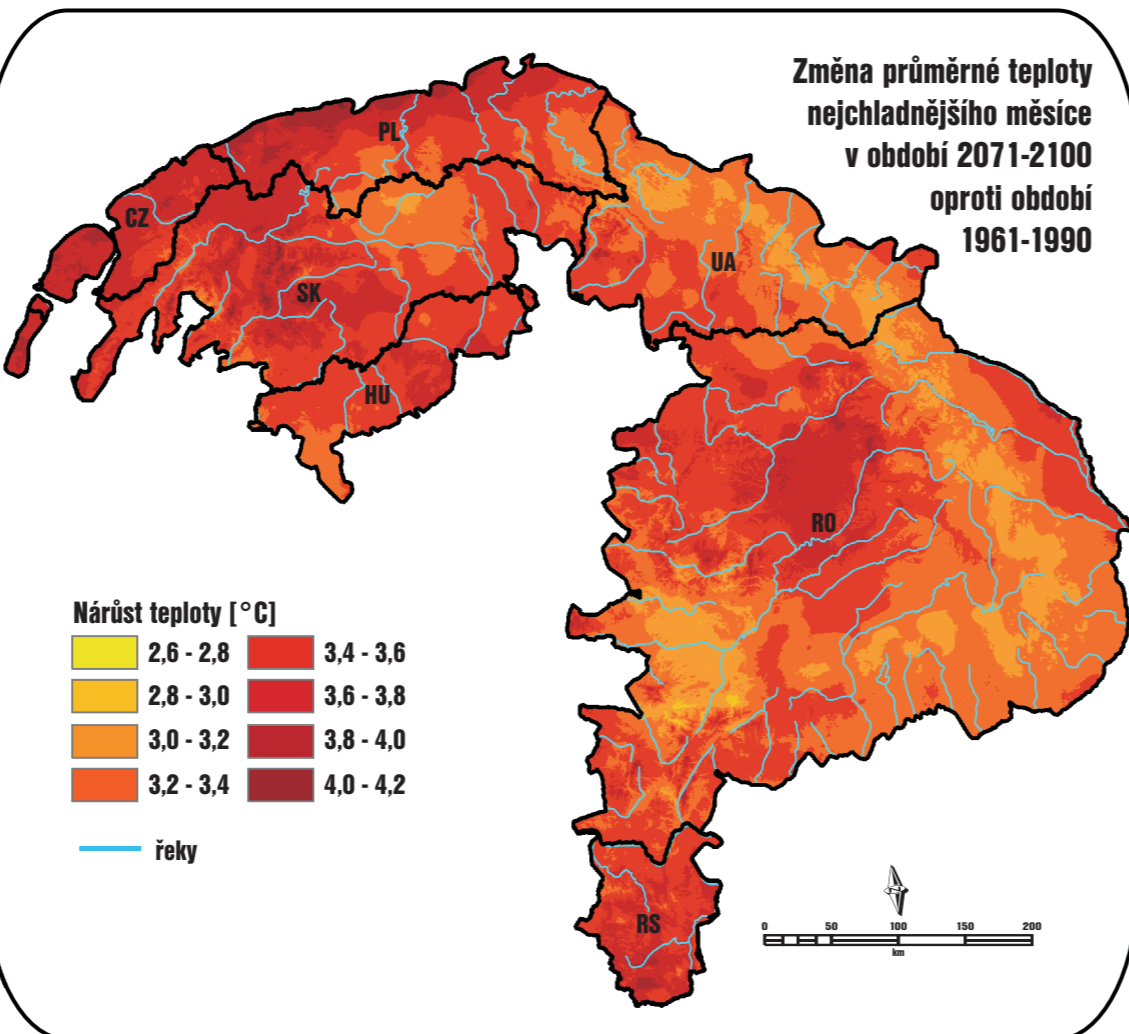 Změna průměrné teploty
nejchladnějšího měsíce
v období 2071-2100
oproti období
1961-1990
PL
CZ
UA
SK
HU
RO
RS
Nárůst teploty [°C]
2,6 - 2,8
3,4 - 3,6
2,8 - 3,0
3,6 - 3,8
3,0 - 3,2
3,8 - 4,0
3,2 - 3,4
4,0 - 4,2
řeky
0 50 100 150 200
km